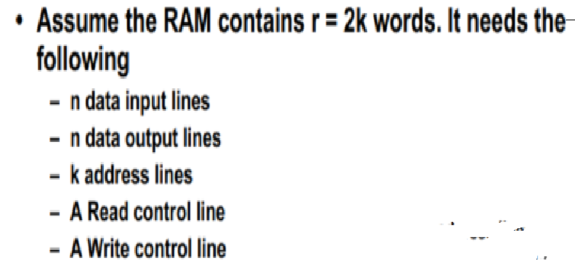 • Assume the RAM contains r = 2k words. It needs the
following
– n data input lines
– n data output lines
– k address lines
– A Read control line
– A Write control line